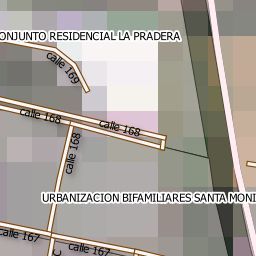 ONJUNTO RESIDENCIAL LA PRADERA
calle 169
calle 168
calle 168
calle 168
URBANIZACION BIFAMILIARES SANTA MONI
calle 167
calle 167
C